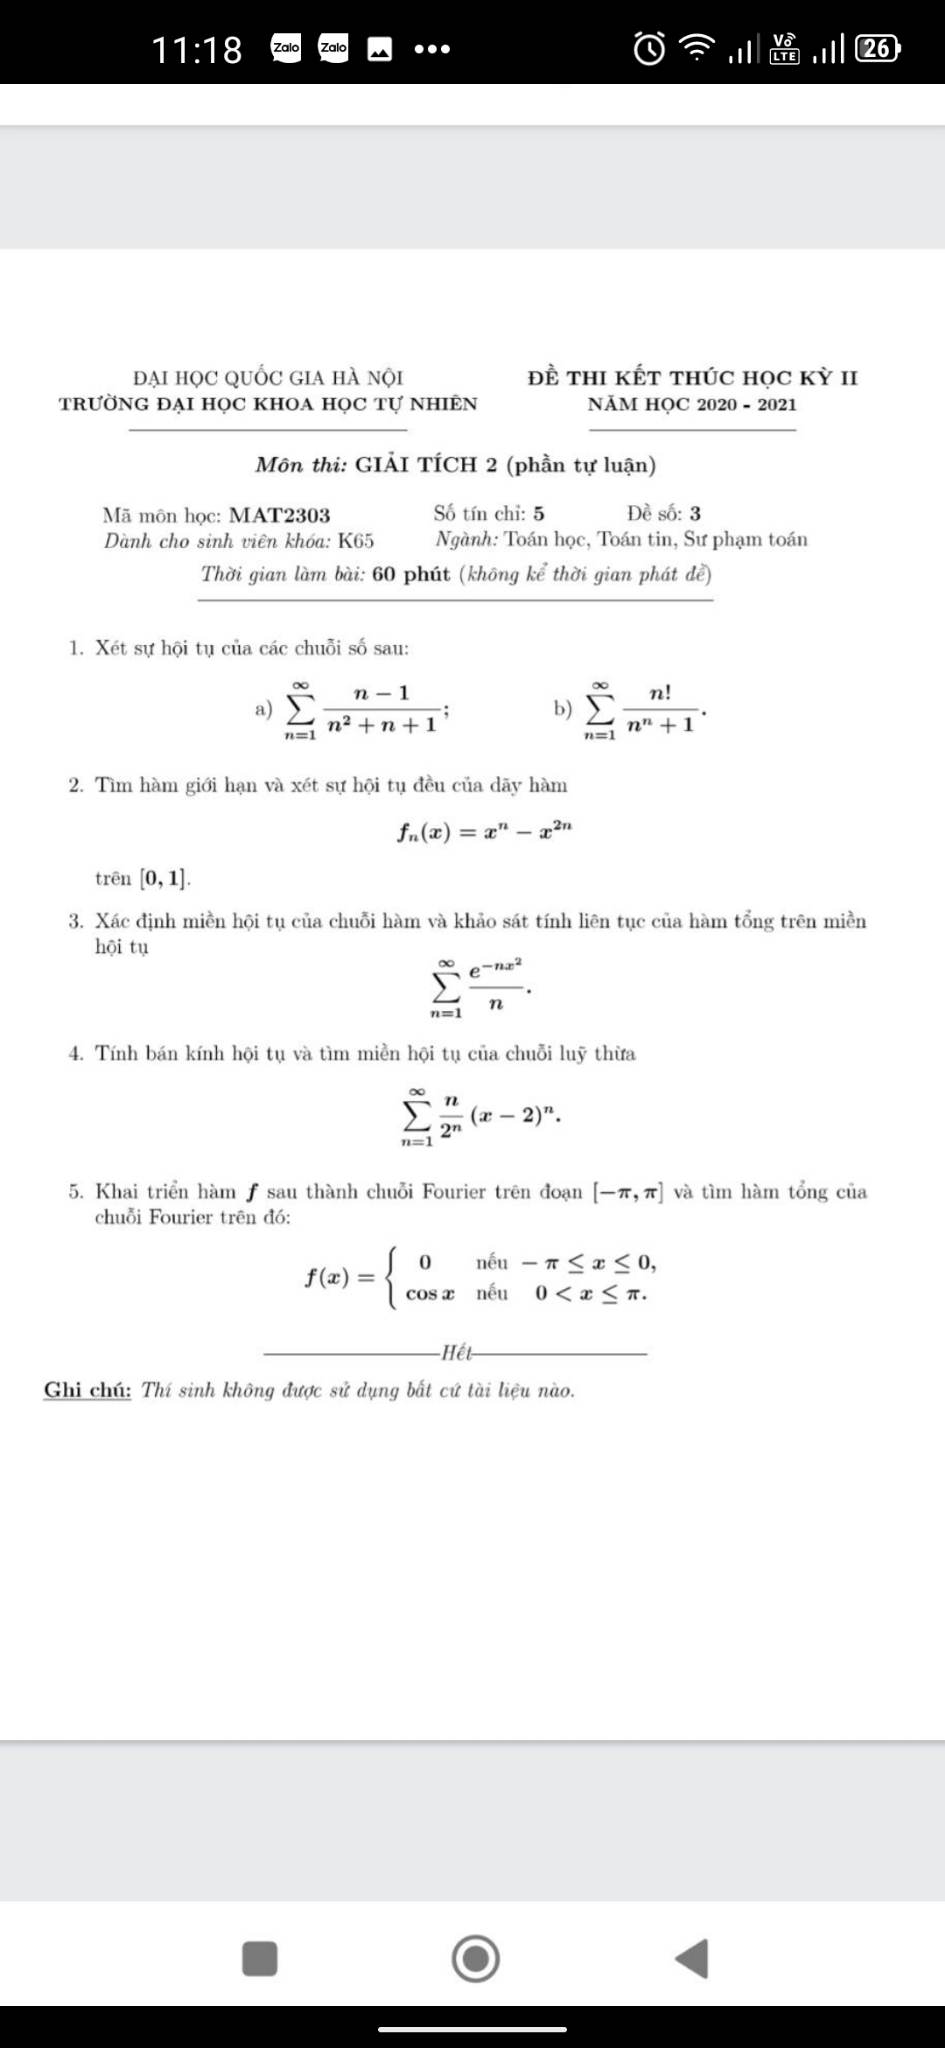 11:18 Zalo Zalo ••• Vo LTE 26
ĐẠI HỌC QUỐC GIA HÀ NỘI
TRƯỜNG ĐẠI HỌC KHOA HỌC TỰ NHIÊN
ĐỀ THI KẾT THÚC HỌC KỲ II
NĂM HỌC 2020 - 2021
Môn thi: GIẢI TÍCH 2 (phần tự luận)
Mã môn học: MAT2303 Số tín chỉ: 5 Đề số: 3
Dành cho sinh viên khóa: K65 Ngành: Toán học, Toán tin, Sư phạm toán
Thời gian làm bài: 60 phút (không kể thời gian phát đề)
1. Xét sự hội tụ của các chuỗi số sau:
a) $\sum_{n=1}^{\infty} \frac{n-1}{n^2+n+1}$; b) $\sum_{n=1}^{\infty} \frac{n!}{n^n+1}$.
2. Tìm hàm giới hạn và xét sự hội tụ đều của dãy hàm
$f_n(x) = x^n - x^{2n}$
trên [0, 1].
3. Xác định miền hội tụ của chuỗi hàm và khảo sát tính liên tục của hàm tổng trên miền
hội tụ
$\sum_{n=1}^{\infty} \frac{e^{-nx^2}}{n}$.
4. Tính bán kính hội tụ và tìm miền hội tụ của chuỗi luỹ thừa
$\sum_{n=1}^{\infty} \frac{n}{2^n}(x-2)^n$.
5. Khai triển hàm f sau thành chuỗi Fourier trên đoạn [−π, π] và tìm hàm tổng của
chuỗi Fourier trên đó:
$f(x) = \begin{cases} 0 & \text{nếu } -\pi \le x \le 0, \\ \cos x & \text{nếu } 0 < x \le \pi. \end{cases}$
Hết
Ghi chú: Thí sinh không được sử dụng bất cứ tài liệu nào.